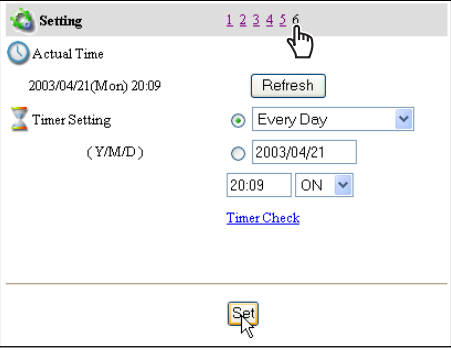 Setting 1 2 3 4 5 6
Actual Time
2003/04/21(Mon) 20:09 Refresh
Timer Setting Every Day
( Y/M/D ) 2003/04/21
20:09 ON
Timer Check
Set